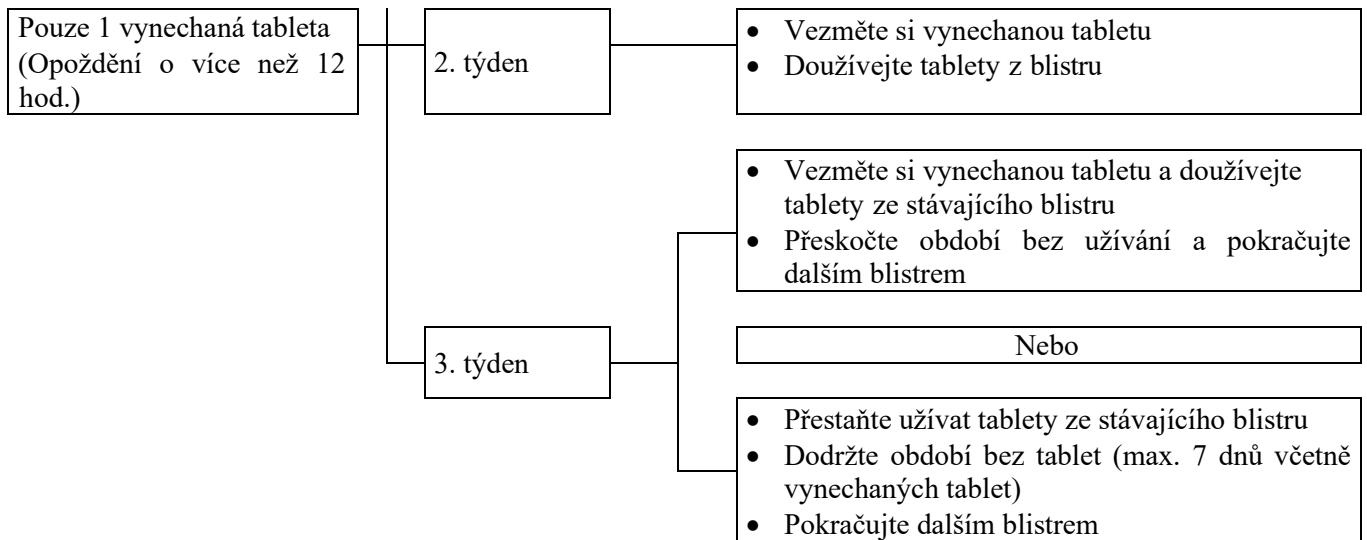 Pouze 1 vynechaná tableta
(Opoždění o více než 12
hod.)
2. týden
• Vezměte si vynechanou tabletu
• Doužívejte tablety z blistru
• Vezměte si vynechanou tabletu a doužívejte
tablety ze stávajícího blistru
• Přeskočte období bez užívání a pokračujte
dalším blistrem
3. týden
Nebo
• Přestaňte užívat tablety ze stávajícího blistru
• Dodržte období bez tablet (max. 7 dnů včetně
vynechaných tablet)
• Pokračujte dalším blistrem